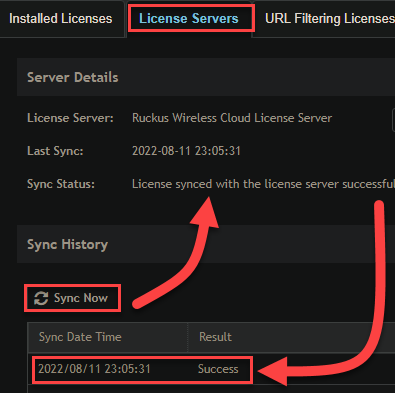 Installed Licenses License Servers URL Filtering Licenses
Server Details
License Server: Ruckus Wireless Cloud License Server
Last Sync: 2022-08-11 23:05:31
Sync Status: License synced with the license server successful
Sync History
Sync Now
Sync Date Time Result
2022/08/11 23:05:31 Success